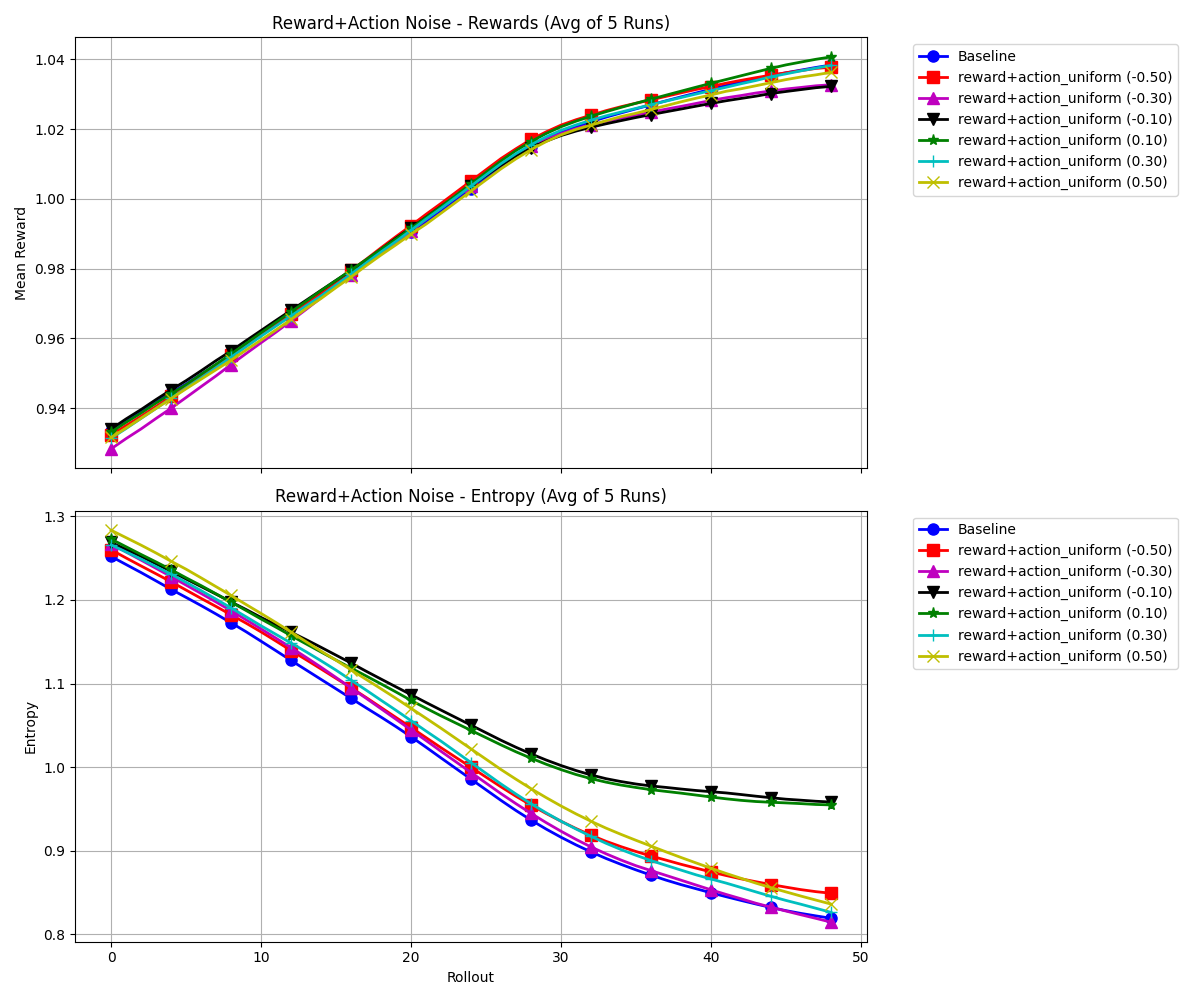 Reward+Action Noise - Rewards (Avg of 5 Runs)
1.04
1.02
1.00
0.98
0.96
0.94
Mean Reward
Baseline
reward+action_uniform (-0.50)
reward+action_uniform (-0.30)
reward+action_uniform (-0.10)
reward+action_uniform (0.10)
reward+action_uniform (0.30)
reward+action_uniform (0.50)
Reward+Action Noise - Entropy (Avg of 5 Runs)
1.3
1.2
1.1
1.0
0.9
0.8
Entropy
0 10 20 30 40 50
Rollout
Baseline
reward+action_uniform (-0.50)
reward+action_uniform (-0.30)
reward+action_uniform (-0.10)
reward+action_uniform (0.10)
reward+action_uniform (0.30)
reward+action_uniform (0.50)